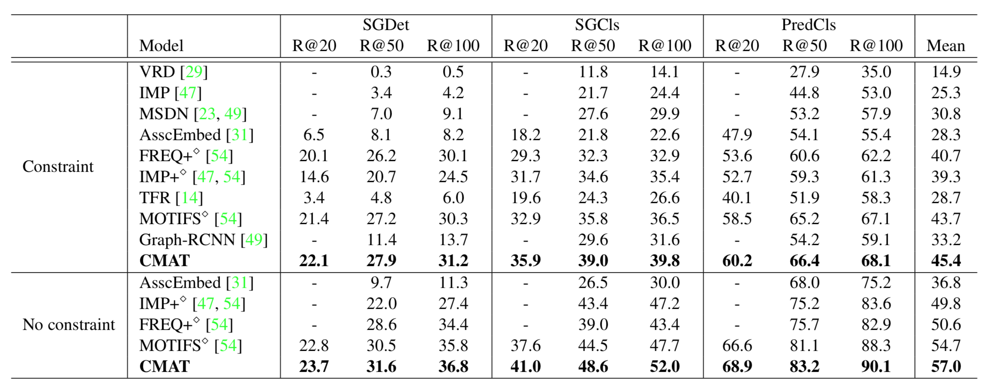 SGDet SGCls PredCls
Model R@20 R@50 R@100 R@20 R@50 R@100 R@20 R@50 R@100 Mean
VRD [29] - 0.3 0.5 - 11.8 14.1 - 27.9 35.0 14.9
IMP [47] - 3.4 4.2 - 21.7 24.4 - 44.8 53.0 25.3
MSDN [23, 49] - 7.0 9.1 - 27.6 29.9 - 53.2 57.9 30.8
AsscEmbed [31] 6.5 8.1 8.2 18.2 21.8 22.6 47.9 54.1 55.4 28.3
FREQ+⋄ [54] 20.1 26.2 30.1 29.3 32.3 32.9 53.6 60.6 62.2 40.7
Constraint
IMP+⋄ [47, 54] 14.6 20.7 24.5 31.7 34.6 35.4 52.7 59.3 61.3 39.3
TFR [14] 3.4 4.8 6.0 19.6 24.3 26.6 40.1 51.9 58.3 28.7
MOTIFS⋄ [54] 21.4 27.2 30.3 32.9 35.8 36.5 58.5 65.2 67.1 43.7
Graph-RCNN [49] - 11.4 13.7 - 29.6 31.6 - 54.2 59.1 33.2
CMAT 22.1 27.9 31.2 35.9 39.0 39.8 60.2 66.4 68.1 45.4
AsscEmbed [31] - 9.7 11.3 - 26.5 30.0 - 68.0 75.2 36.8
IMP+⋄ [47, 54] - 22.0 27.4 - 43.4 47.2 - 75.2 83.6 49.8
No constraint FREQ+⋄ [54] - 28.6 34.4 - 39.0 43.4 - 75.7 82.9 50.6
MOTIFS⋄ [54] 22.8 30.5 35.8 37.6 44.5 47.7 66.6 81.1 88.3 54.7
CMAT 23.7 31.6 36.8 41.0 48.6 52.0 68.9 83.2 90.1 57.0